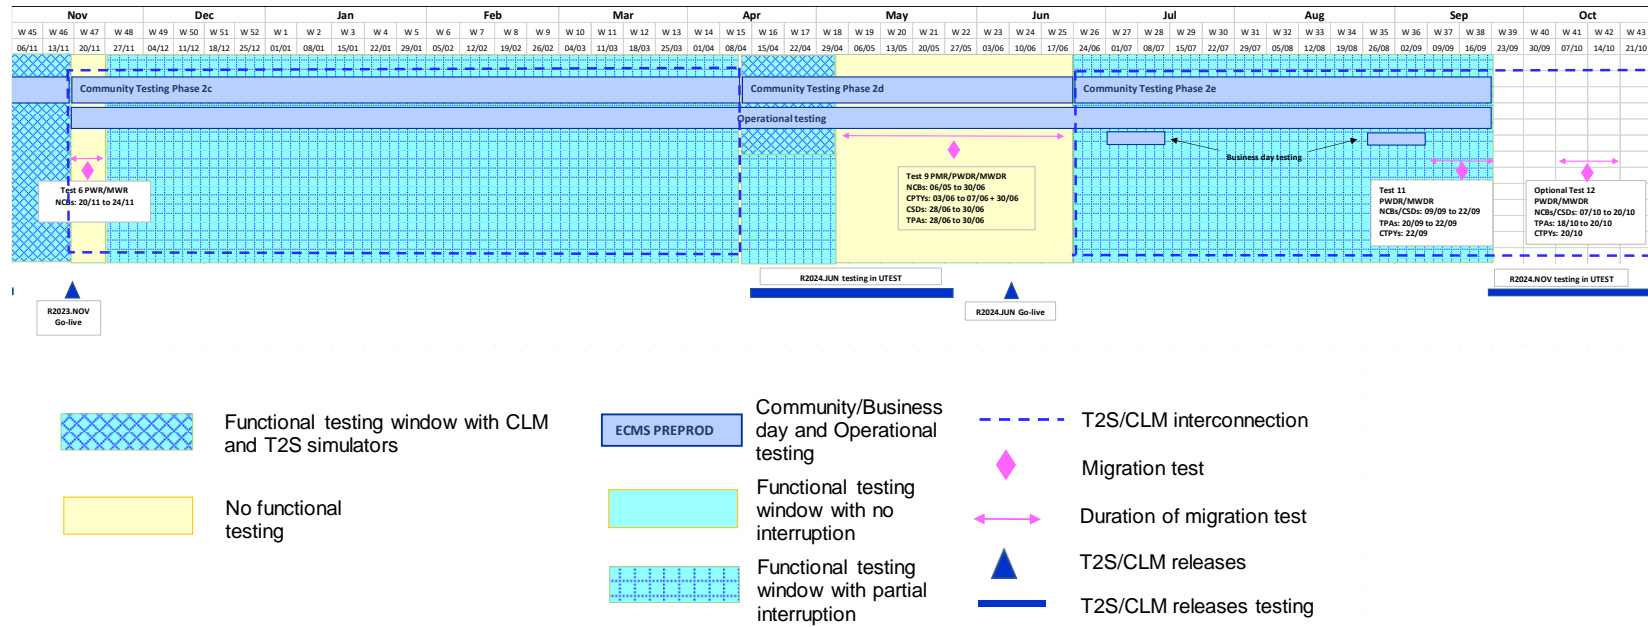 Nov Dec Jan Feb Mar Apr May Jun Jul Aug Sep Oct
W 45 W 46 W 47 W 48 W 49 W 50 W 51 W 52 W 1 W 2 W 3 W 4 W 5 W 6 W 7 W 8 W 9 W 10 W 11 W 12 W 13 W 14 W 15 W 16 W 17 W 18 W 19 W 20 W 21 W 22 W 23 W 24 W 25 W 26 W 27 W 28 W 29 W 30 W 31 W 32 W 33 W 34 W 35 W 36 W 37 W 38 W 39 W 40 W 41 W 42 W 43
06/11 13/11 20/11 27/11 04/12 11/12 18/12 25/12 01/01 08/01 15/01 22/01 29/01 05/02 12/02 19/02 26/02 04/03 11/03 18/03 25/03 01/04 08/04 15/04 22/04 29/04 06/05 13/05 20/05 27/05 03/06 10/06 17/06 24/06 01/07 08/07 15/07 22/07 29/07 05/08 12/08 19/08 26/08 02/09 09/09 16/09 23/09 30/09 07/10 14/10 21/10
Community Testing Phase 2c
Community Testing Phase 2d
Community Testing Phase 2e
Operational testing
Business day testing
Test 6 PWR/MWR
NCBs: 20/11 to 24/11
Test 9 PMR/PWDR/MWDR
NCBs: 06/05 to 30/06
CPTYs: 03/06 to 07/06 + 30/06
CSDs: 28/06 to 30/06
TPAs: 28/06 to 30/06
Test 11
PWDR/MWDR
NCBs/CSDs: 09/09 to 22/09
TPAs: 20/09 to 22/09
CTPYs: 22/09
Optional Test 12
PWDR/MWDR
NCBs/CSDs: 07/10 to 20/10
TPAs: 18/10 to 20/10
CTPYs: 20/10
R2023.NOV
Go-live
R2024.JUN testing in UTEST
R2024.JUN Go-live
R2024.NOV testing in UTEST
Functional testing window with CLM
and T2S simulators
No functional
testing
ECMS PREPROD
Community/Business
day and Operational
testing
Functional testing
window with no
interruption
Functional testing
window with partial
interruption
T2S/CLM interconnection
Migration test
Duration of migration test
T2S/CLM releases
T2S/CLM releases testing